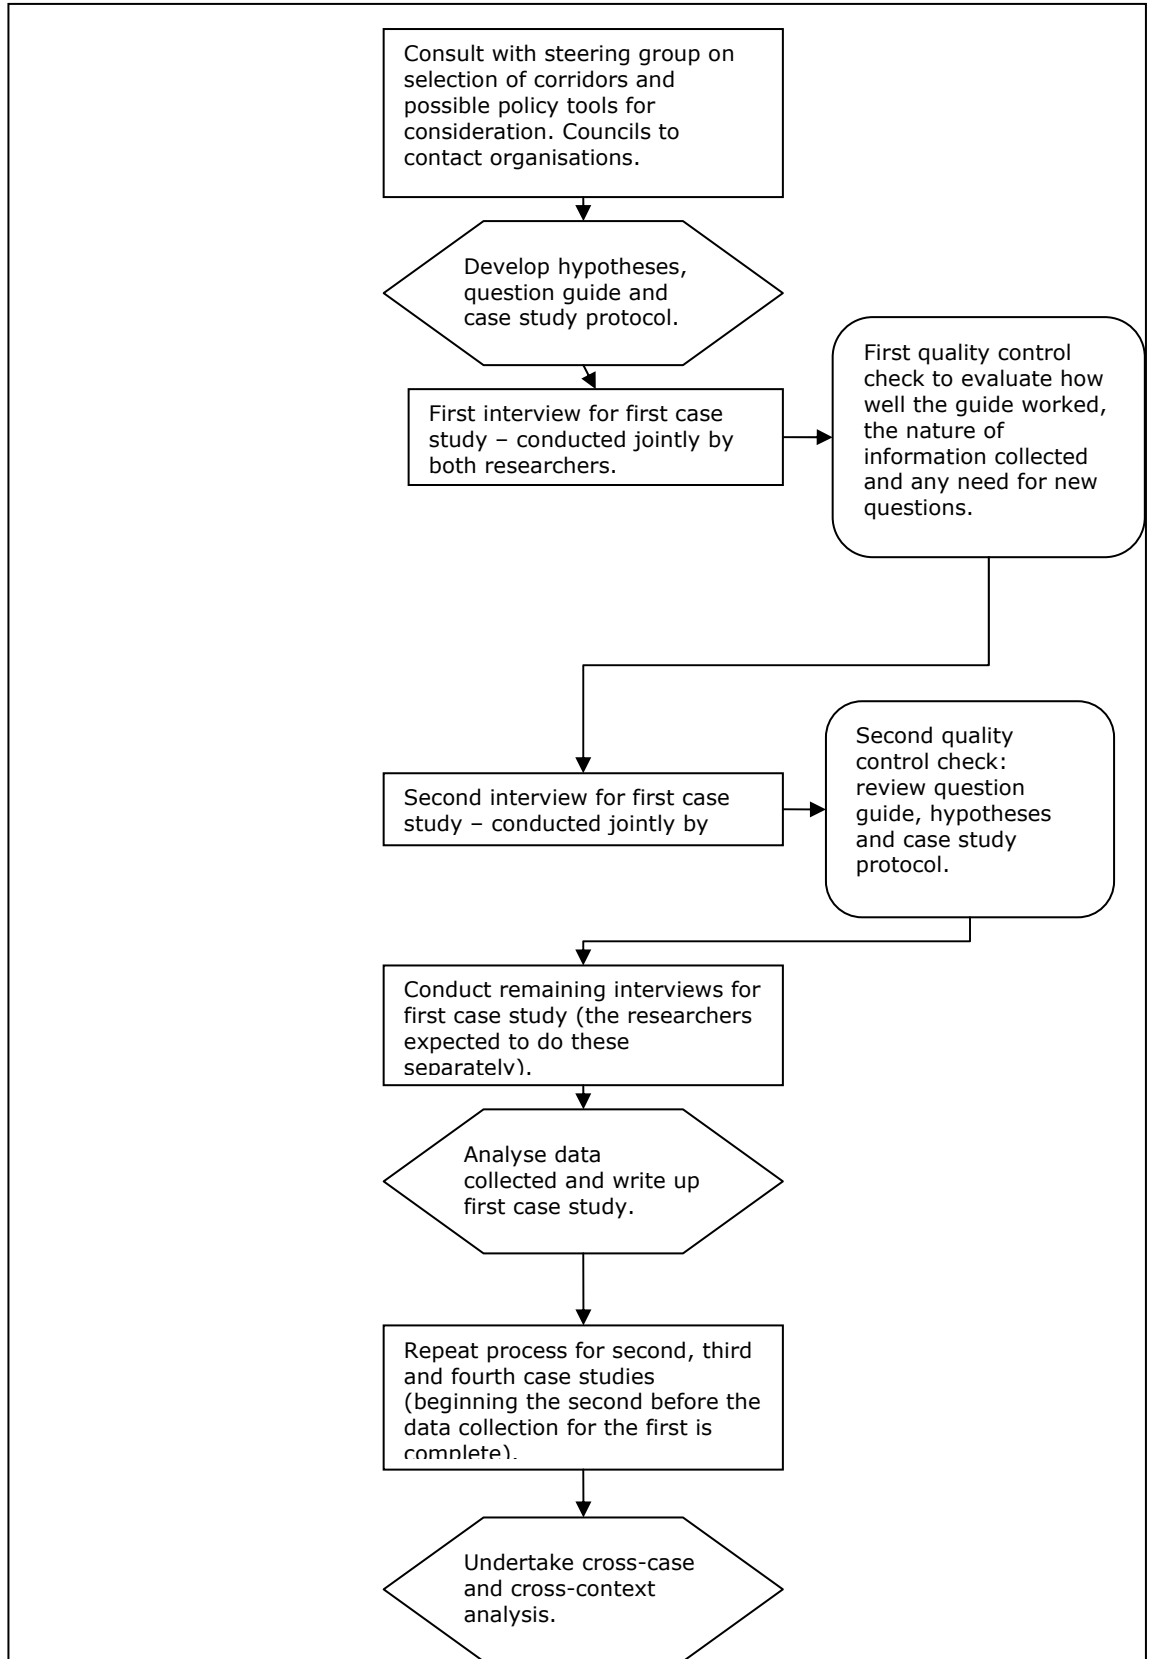 Consult with steering group on
selection of corridors and
possible policy tools for
consideration. Councils to
contact organisations.
Develop hypotheses,
question guide and
case study protocol.
First interview for first case
study – conducted jointly by
both researchers.
First quality control
check to evaluate how
well the guide worked,
the nature of
information collected
and any need for new
questions.
Second interview for first case
study – conducted jointly by
Second quality
control check:
review question
guide, hypotheses
and case study
protocol.
Conduct remaining interviews for
first case study (the researchers
expected to do these
separately).
Analyse data
collected and write up
first case study.
Repeat process for second, third
and fourth case studies
(beginning the second before the
data collection for the first is
complete).
Undertake cross-case
and cross-context
analysis.